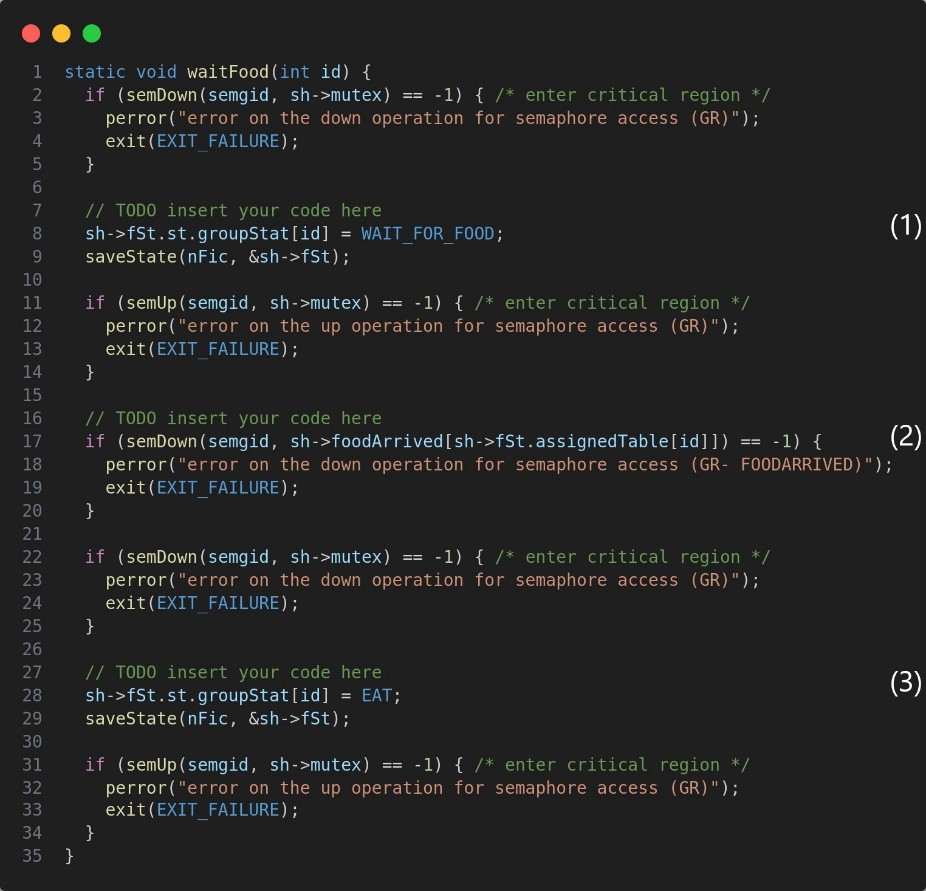 1 static void waitFood(int id) {
2   if (semDown(semgid, sh->mutex) == -1) { /* enter critical region */
3     perror("error on the down operation for semaphore access (GR)");
4     exit(EXIT_FAILURE);
5   }
6
7   // TODO insert your code here
(1)
8   sh->fSt.st.groupStat[id] = WAIT_FOR_FOOD;
9   saveState(nFic, &sh->fSt);
10
11   if (semUp(semgid, sh->mutex) == -1) { /* enter critical region */
12     perror("error on the up operation for semaphore access (GR)");
13     exit(EXIT_FAILURE);
14   }
15
16   // TODO insert your code here
17   if (semDown(semgid, sh->foodArrived[sh->fSt.assignedTable[id]]) == -1) {
(2)
18     perror("error on the down operation for semaphore access (GR- FOODARRIVED)");
19     exit(EXIT_FAILURE);
20   }
21
22   if (semDown(semgid, sh->mutex) == -1) { /* enter critical region */
23     perror("error on the down operation for semaphore access (GR)");
24     exit(EXIT_FAILURE);
25   }
26
27   // TODO insert your code here
(3)
28   sh->fSt.st.groupStat[id] = EAT;
29   saveState(nFic, &sh->fSt);
30
31   if (semUp(semgid, sh->mutex) == -1) { /* enter critical region */
32     perror("error on the up operation for semaphore access (GR)");
33     exit(EXIT_FAILURE);
34   }
35 }